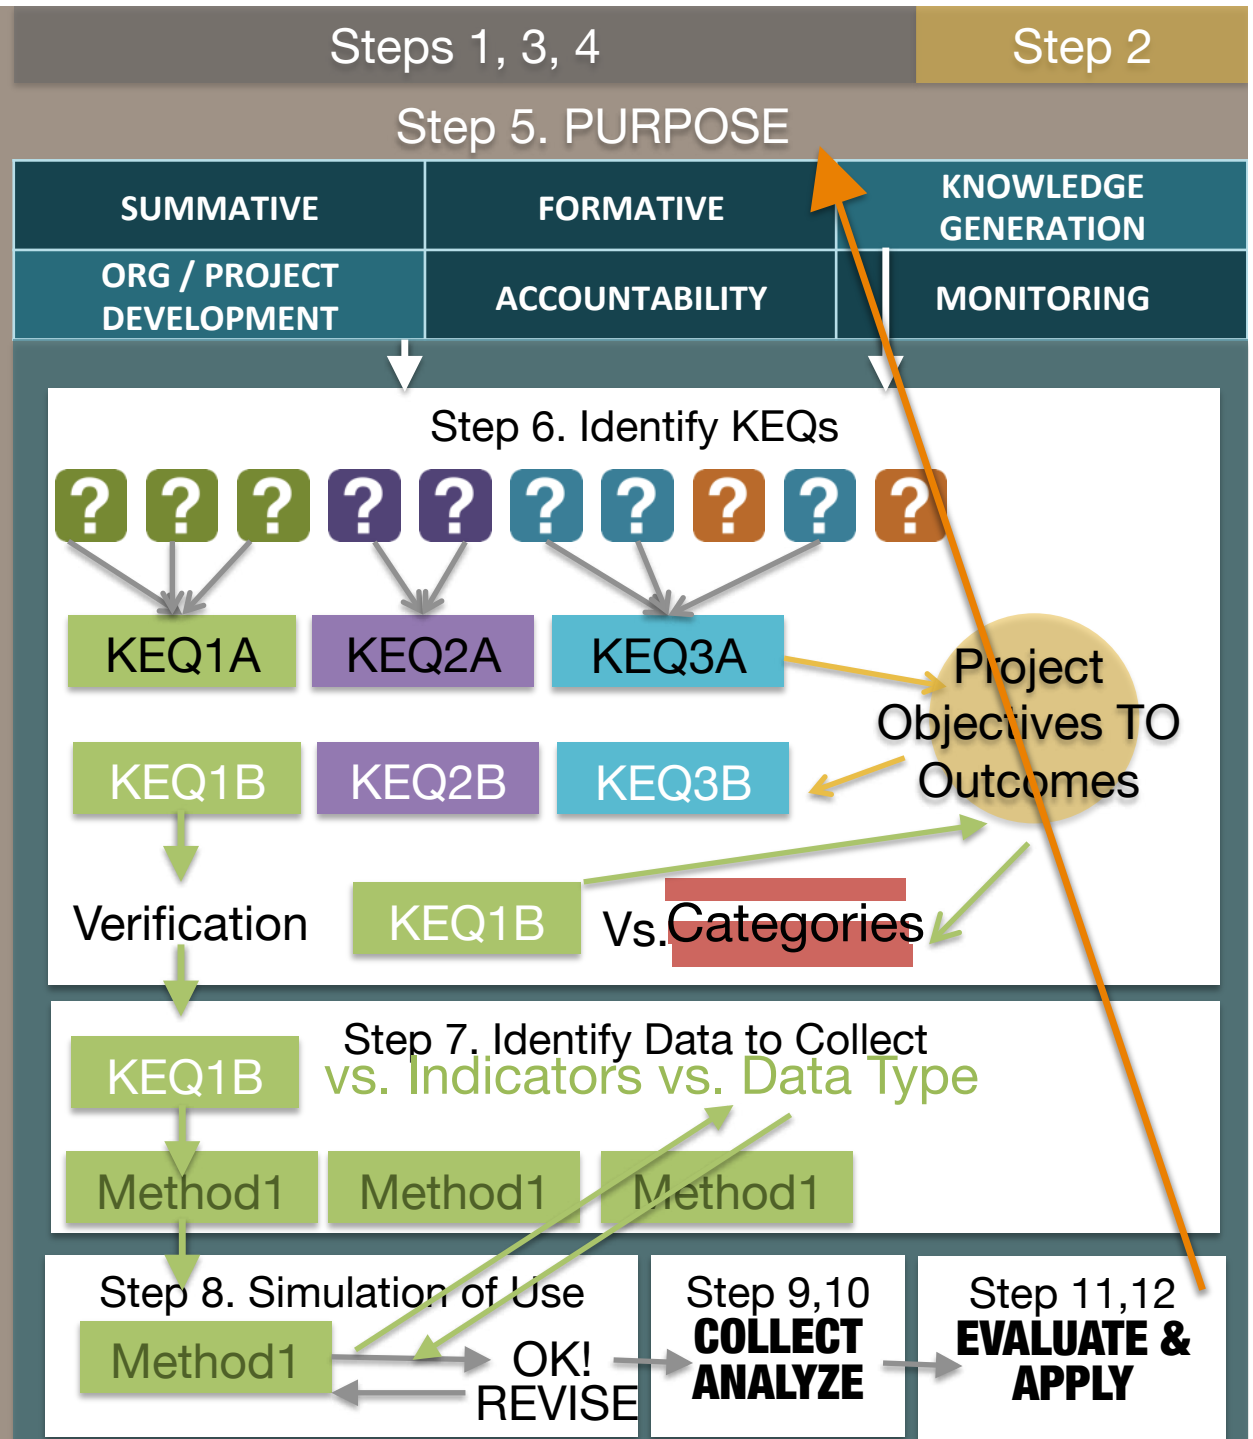 Steps 1, 3, 4
Step 2
Step 5. PURPOSE
SUMMATIVE
FORMATIVE
KNOWLEDGE
GENERATION
ORG / PROJECT
DEVELOPMENT
ACCOUNTABILITY
MONITORING
Step 6. Identify KEQs
? ? ? ? ? ? ? ? ? ?
KEQ1A
KEQ2A
KEQ3A
Project
Objectives TO
Outcomes
KEQ1B
KEQ2B
KEQ3B
Verification
KEQ1B
Vs.
Categories
Step 7. Identify Data to Collect
KEQ1B
vs. Indicators vs. Data Type
Method1
Method1
Method1
Step 8. Simulation of Use
Method1
OK!
REVISE
Step 9,10
COLLECT
ANALYZE
Step 11,12
EVALUATE &
APPLY